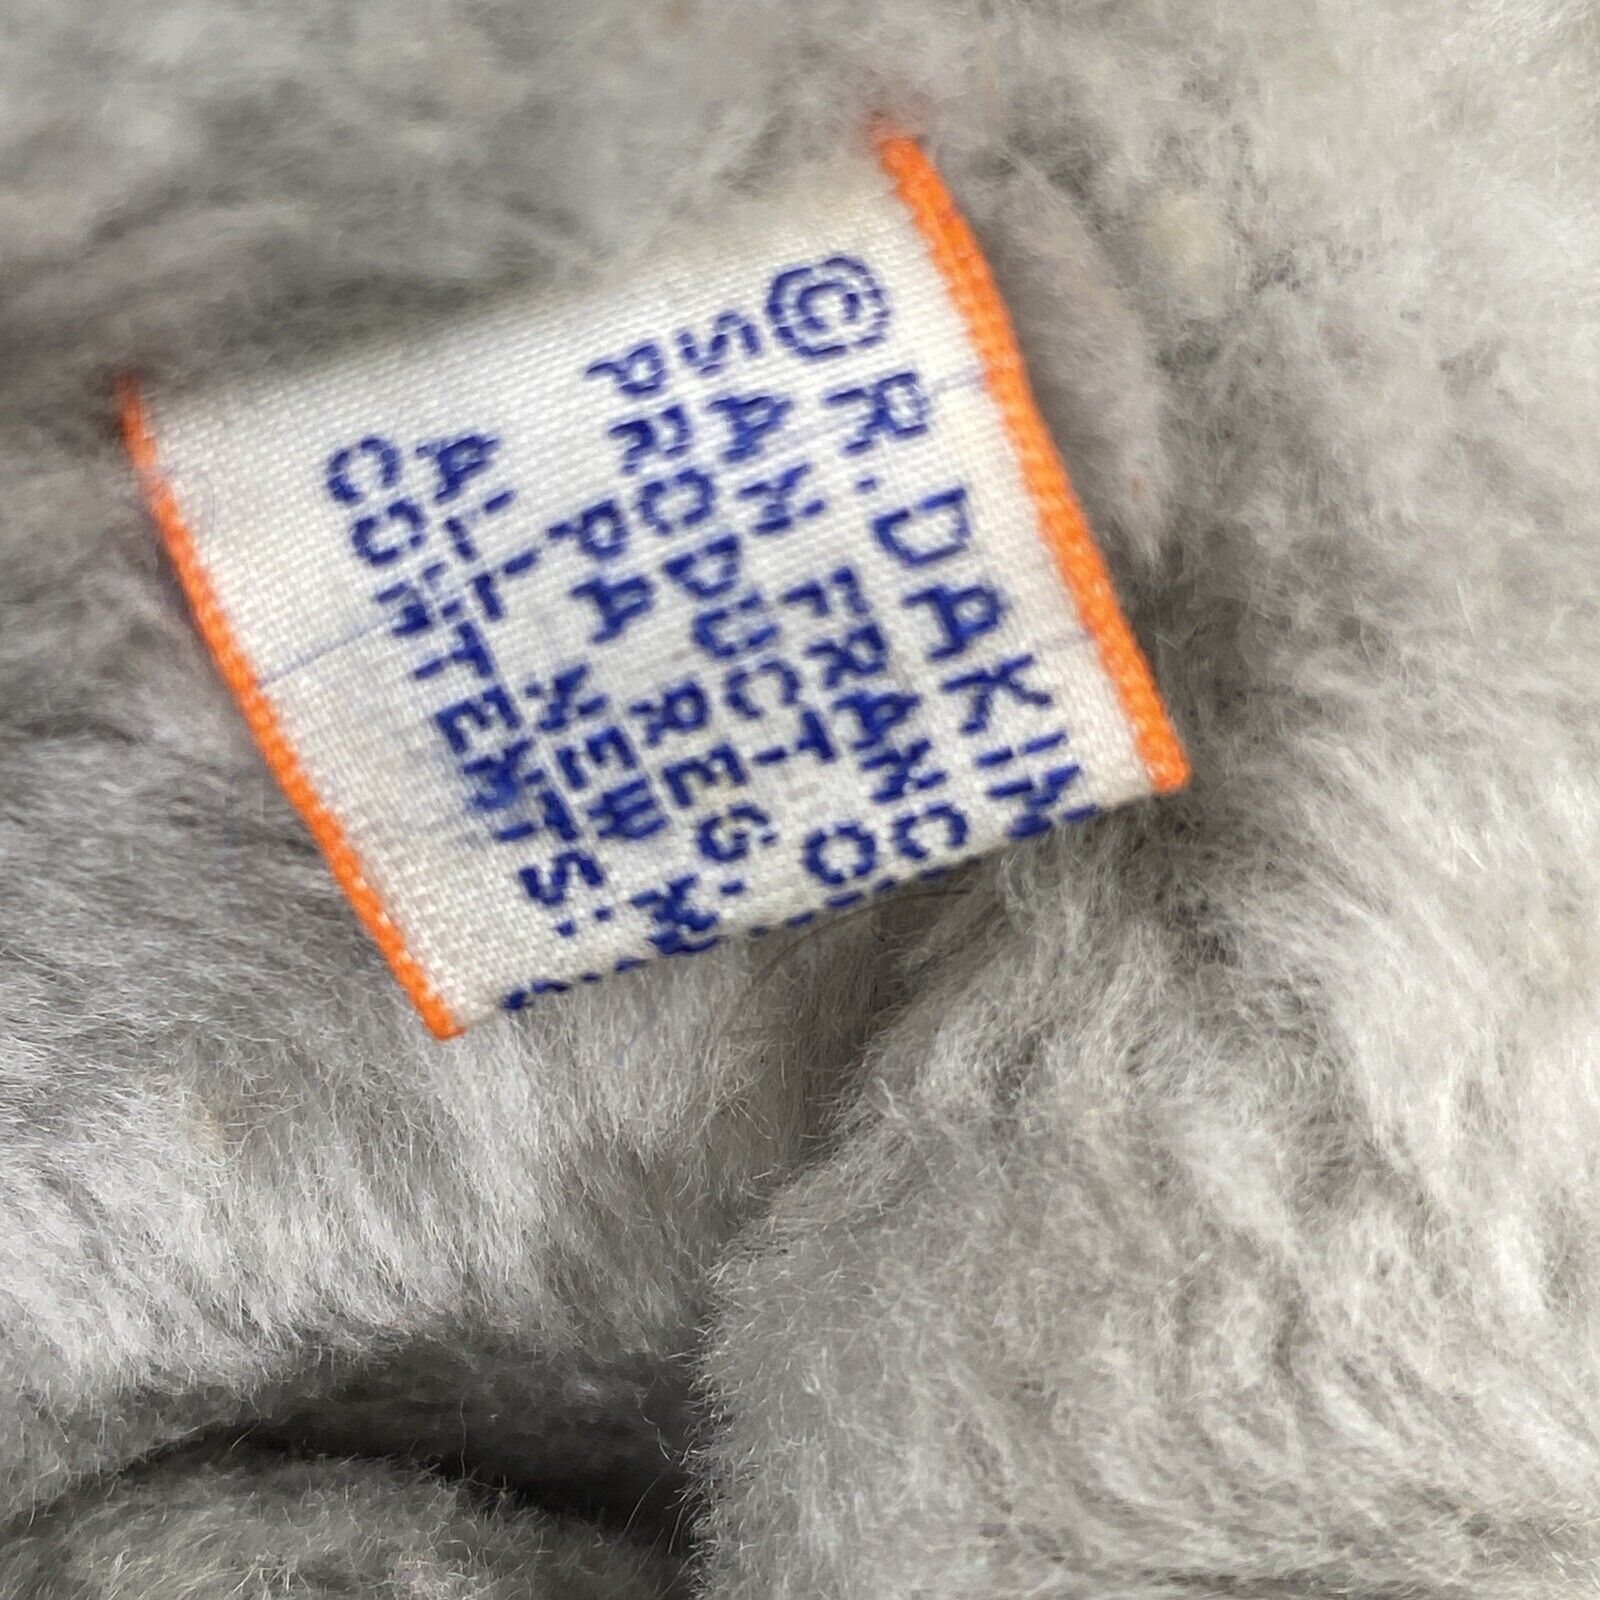 © R. DAKIN
SAN FRANC
PRODUCT O
PA REG.
ALL NEW
CONTENTS: